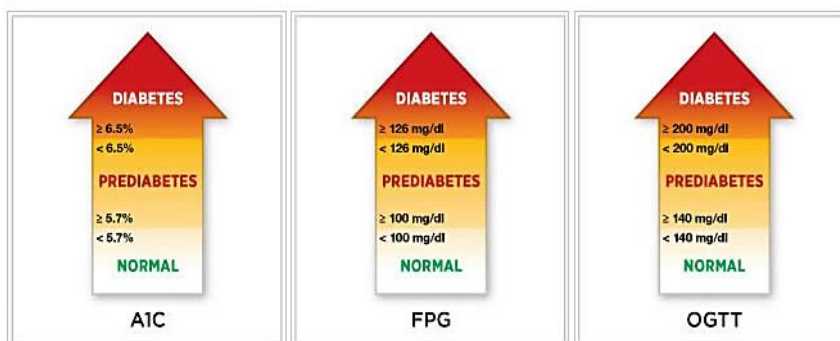 DIABETES
≥ 6.5%
< 6.5%
PREDIABETES
≥ 5.7%
< 5.7%
NORMAL
A1C
DIABETES
≥ 126 mg/dl
< 126 mg/dl
PREDIABETES
≥ 100 mg/dl
< 100 mg/dl
NORMAL
FPG
DIABETES
≥ 200 mg/dl
< 200 mg/dl
PREDIABETES
≥ 140 mg/dl
< 140 mg/dl
NORMAL
OGTT